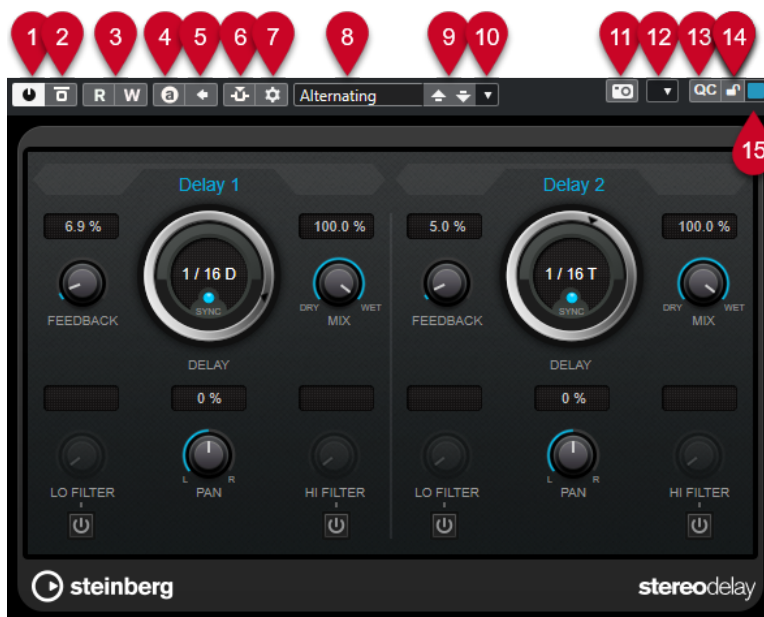 1 2 3 4 5 6 7 8 9 10 11 12 13 14
R W a Alternating QC
15
Delay 1 Delay 2
6.9 % 100.0 % 5.0 % 100.0 %
1 / 16 D 1 / 16 T
SYNC SYNC
DRY WET DRY WET
FEEDBACK MIX FEEDBACK MIX
DELAY DELAY
0 % 0 %
L R L R
LO FILTER PAN HI FILTER LO FILTER PAN HI FILTER
steinberg stereodelay